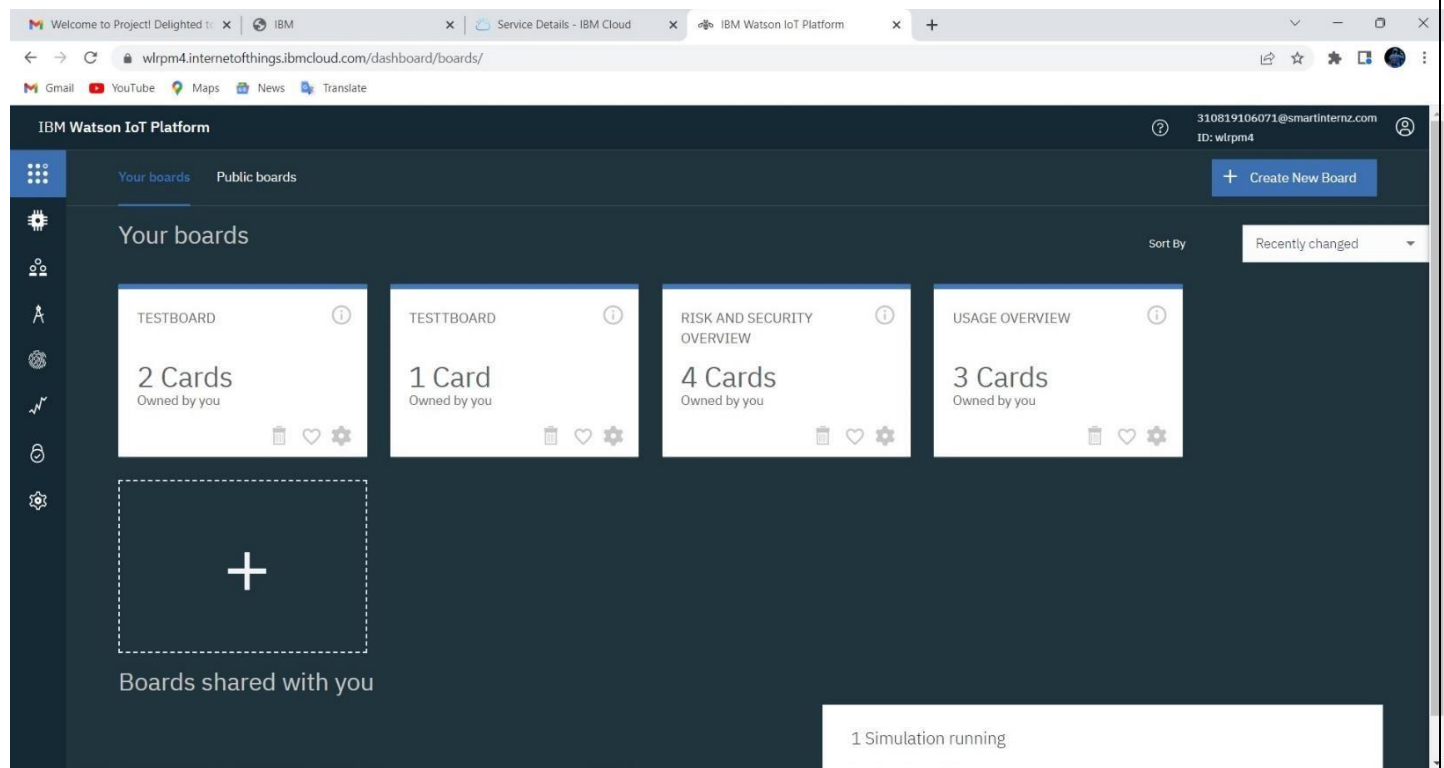 Welcome to Project! Delighted to
IBM
Service Details - IBM Cloud
IBM Watson IoT Platform
wlrpm4.internetofthings.ibmcloud.com/dashboard/boards/
Gmail YouTube Maps News Translate
IBM Watson IoT Platform
310819106071@smartinternz.com
ID: wlrpm4
Your boards Public boards
+ Create New Board
Your boards
Sort By Recently changed
TESTBOARD
2 Cards
Owned by you
TESTTBOARD
1 Card
Owned by you
RISK AND SECURITY
OVERVIEW
4 Cards
Owned by you
USAGE OVERVIEW
3 Cards
Owned by you
Boards shared with you
1 Simulation running